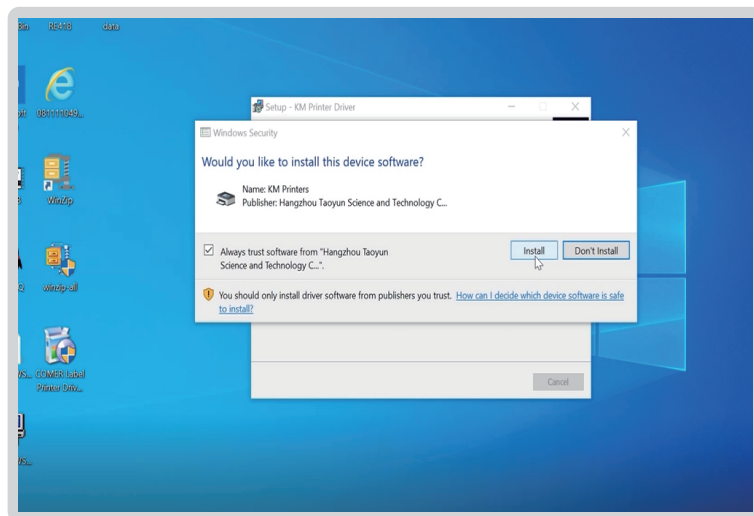 Bin RE418 data
081111049...
WinZip
Winzip-all
COMER Label
Printer Driv...
Setup - KM Printer Driver
Windows Security
Would you like to install this device software?
Name: KM Printers
Publisher: Hangzhou Taoyun Science and Technology C...
Always trust software from "Hangzhou Taoyun
Science and Technology C...".
Install Don't Install
You should only install driver software from publishers you trust. How can I decide which device software is safe
to install?
Cancel